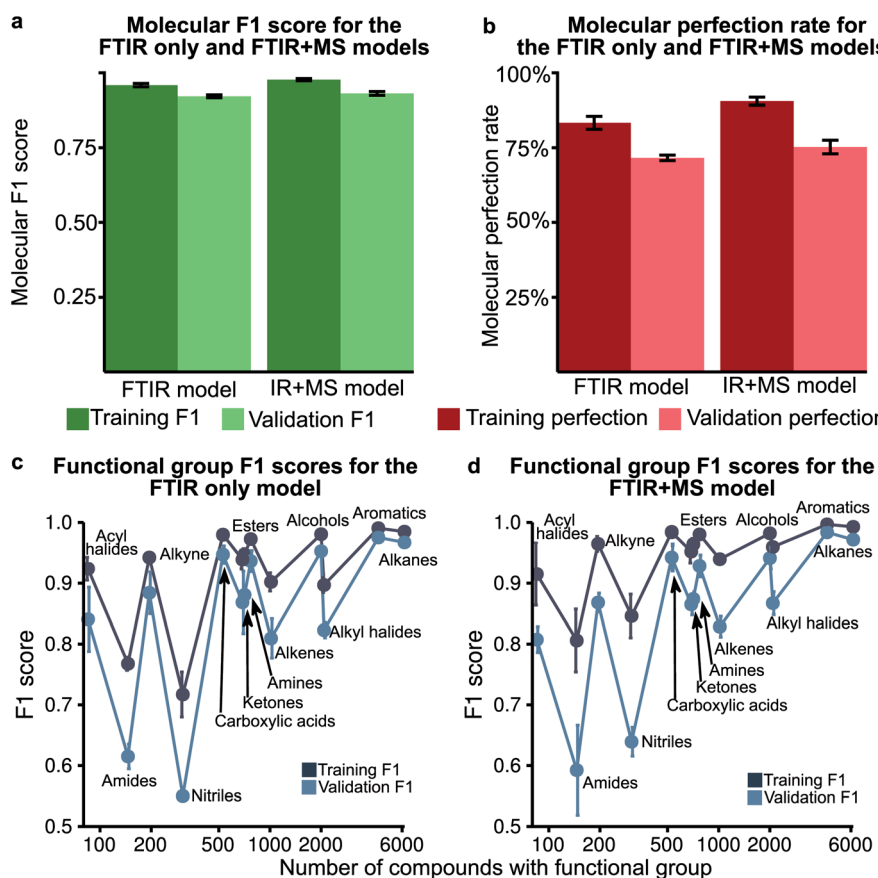 a
Molecular F1 score for the
FTIR only and FTIR+MS models
Molecular F1 score
0.75
0.50
0.25
FTIR model
IR+MS model
Training F1
Validation F1
b
Molecular perfection rate for
the FTIR only and FTIR+MS models
Molecular perfection rate
100%
75%
50%
25%
FTIR model
IR+MS model
Training perfection
Validation perfection
c
Functional group F1 scores for the
FTIR only model
F1 score
1.0
0.9
0.8
0.7
0.6
0.5
Acyl
halides
Alkyne
Esters
Alcohols
Aromatics
Alkanes
Alkyl halides
Alkenes
Amines
Ketones
Carboxylic acids
Amides
Nitriles
Training F1
Validation F1
100
200
500
1000
2000
6000
d
Functional group F1 scores for the
FTIR+MS model
F1 score
1.0
0.9
0.8
0.7
0.6
0.5
Acyl
halides
Alkyne
Esters
Alcohols
Aromatics
Alkanes
Alkyl halides
Alkenes
Amines
Ketones
Carboxylic acids
Nitriles
Amides
Training F1
Validation F1
100
200
500
1000
2000
6000
Number of compounds with functional group